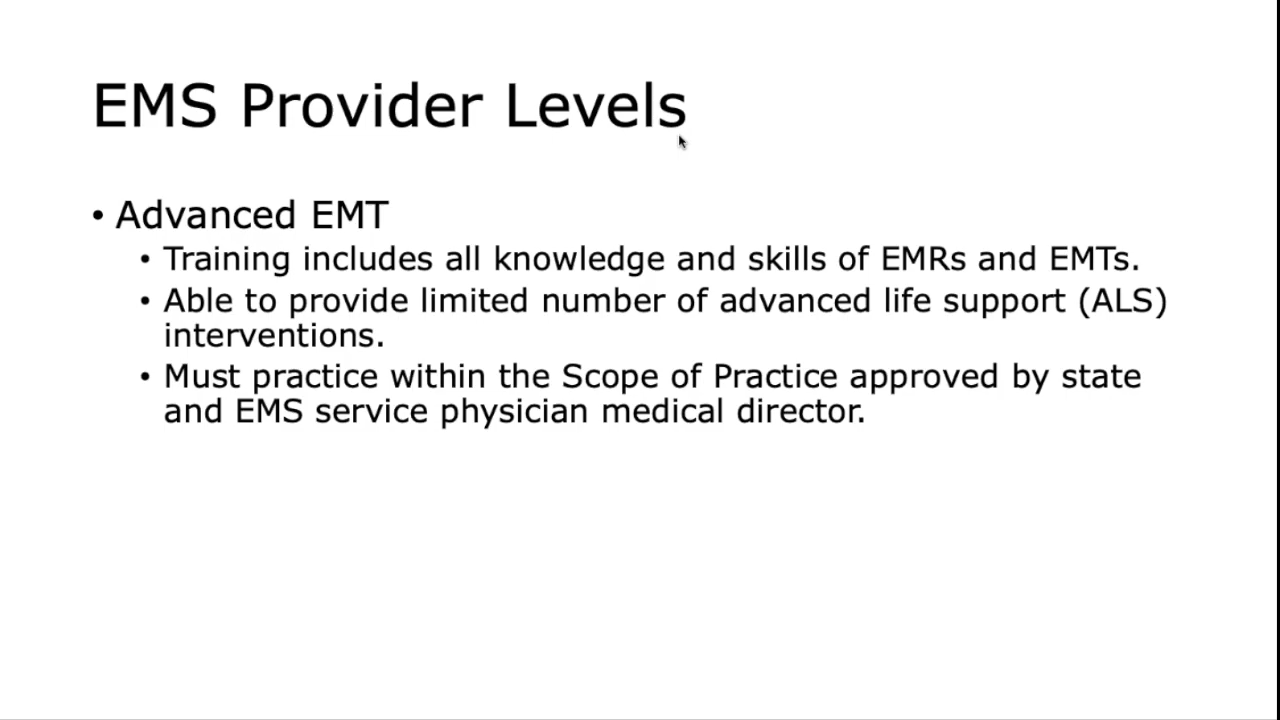 EMS Provider Levels
• Advanced EMT
• Training includes all knowledge and skills of EMRs and EMTs.
• Able to provide limited number of advanced life support (ALS)
interventions.
• Must practice within the Scope of Practice approved by state
and EMS service physician medical director.